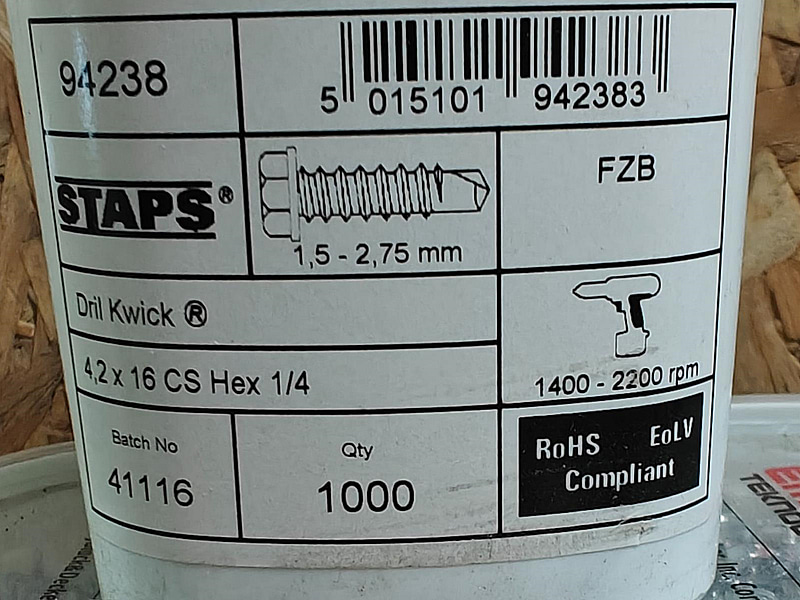 94238
5 015101 942383
STAPS®
1,5 - 2,75 mm
FZB
Dril Kwick ®
4,2 x 16 CS Hex 1/4
1400 - 2200 rpm
Batch No
41116
Qty
1000
RoHS EoLV
Compliant